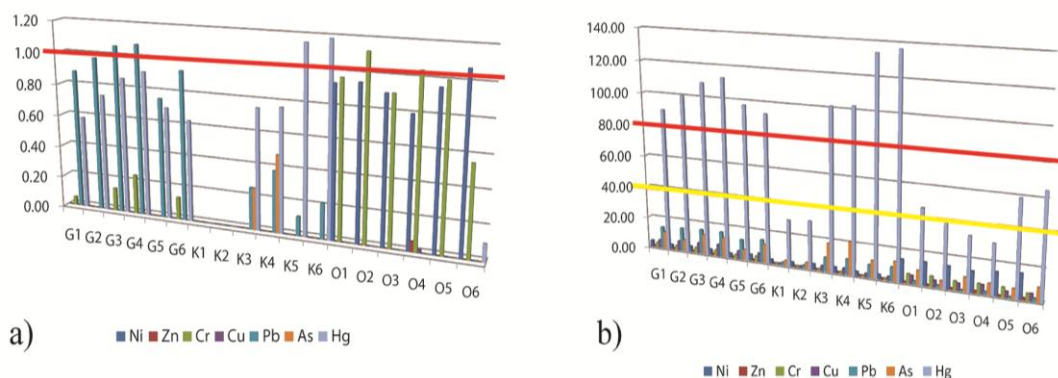 1.20
1.00
0.80
0.60
0.40
0.20
0.00
G1 G2 G3 G4 G5 G6 K1 K2 K3 K4 K5 K6 O1 O2 O3 O4 O5 O6
a)
Ni Zn Cr Cu Pb As Hg
140.00
120.00
100.00
80.00
60.00
40.00
20.00
0.00
G1 G2 G3 G4 G5 G6 K1 K2 K3 K4 K5 K6 O1 O2 O3 O4 O5 O6
b)
Ni Zn Cr Cu Pb As Hg